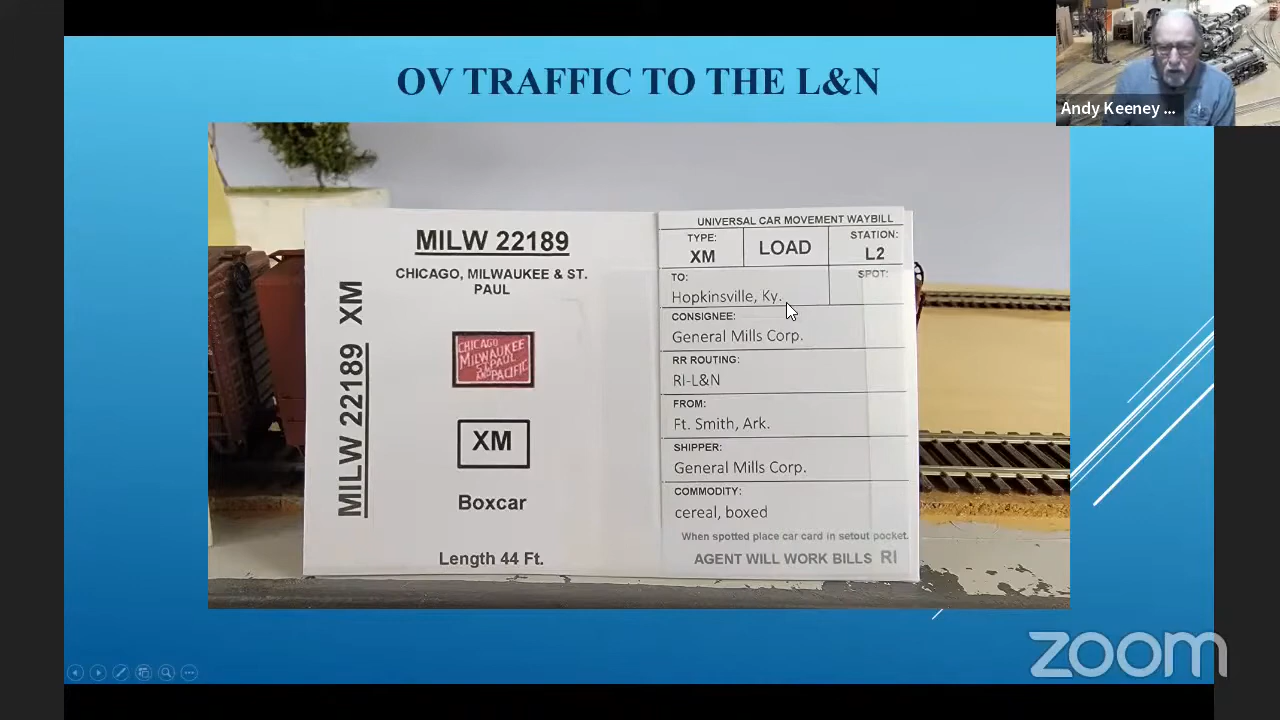 OV TRAFFIC TO THE L&N
Andy Keeney ...
MILW 22189 XM
MILW 22189
CHICAGO, MILWAUKEE & ST.
PAUL
CHICAGO
MILWAUKEE
ST. PAUL
AND
PACIFIC
XM
Boxcar
Length 44 Ft.
UNIVERSAL CAR MOVEMENT WAYBILL
TYPE:
XM
LOAD
STATION:
L2
TO:
SPOT:
Hopkinsville, Ky.
CONSIGNEE:
General Mills Corp.
RR ROUTING:
RI-L&N
FROM:
Ft. Smith, Ark.
SHIPPER:
General Mills Corp.
COMMODITY:
cereal, boxed
When spotted place car card in setout pocket.
AGENT WILL WORK BILLS RI
zoom